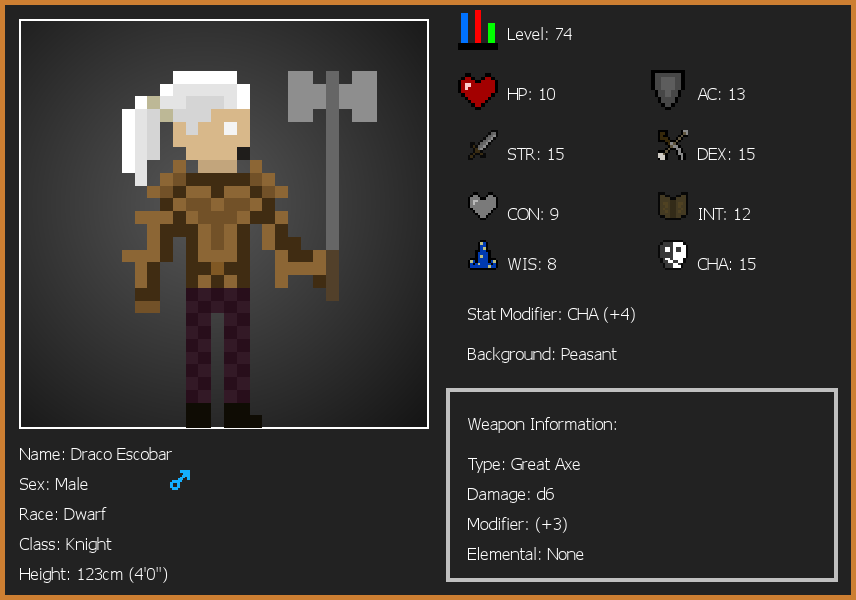 Level: 74
HP: 10
AC: 13
STR: 15
DEX: 15
CON: 9
INT: 12
WIS: 8
CHA: 15
Stat Modifier: CHA (+4)
Background: Peasant
Weapon Information:
Type: Great Axe
Damage: d6
Modifier: (+3)
Elemental: None
Name: Draco Escobar
Sex: Male
Race: Dwarf
Class: Knight
Height: 123cm (4'0")